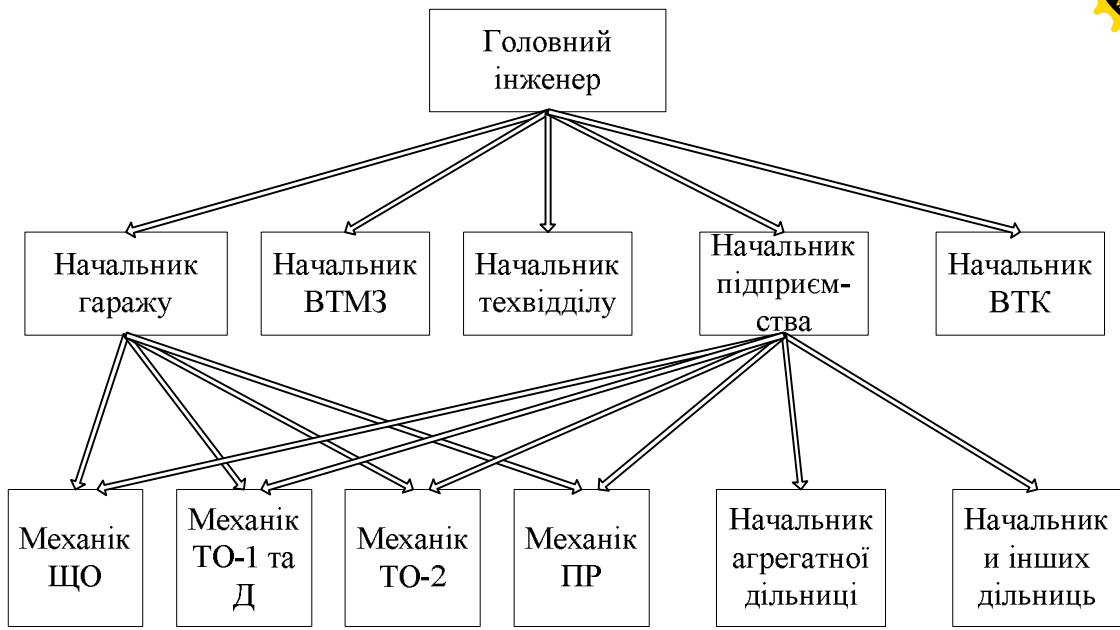 Головний
інженер
Начальник
гаражу
Начальник
ВТМЗ
Начальник
техвідділу
Начальник
підприєм-
ства
Начальник
ВТК
Механік
ЩО
Механік
ТО-1 та
Д
Механік
ТО-2
Механік
ПР
Начальник
агрегатної
дільниці
Начальник
и інших
дільниць